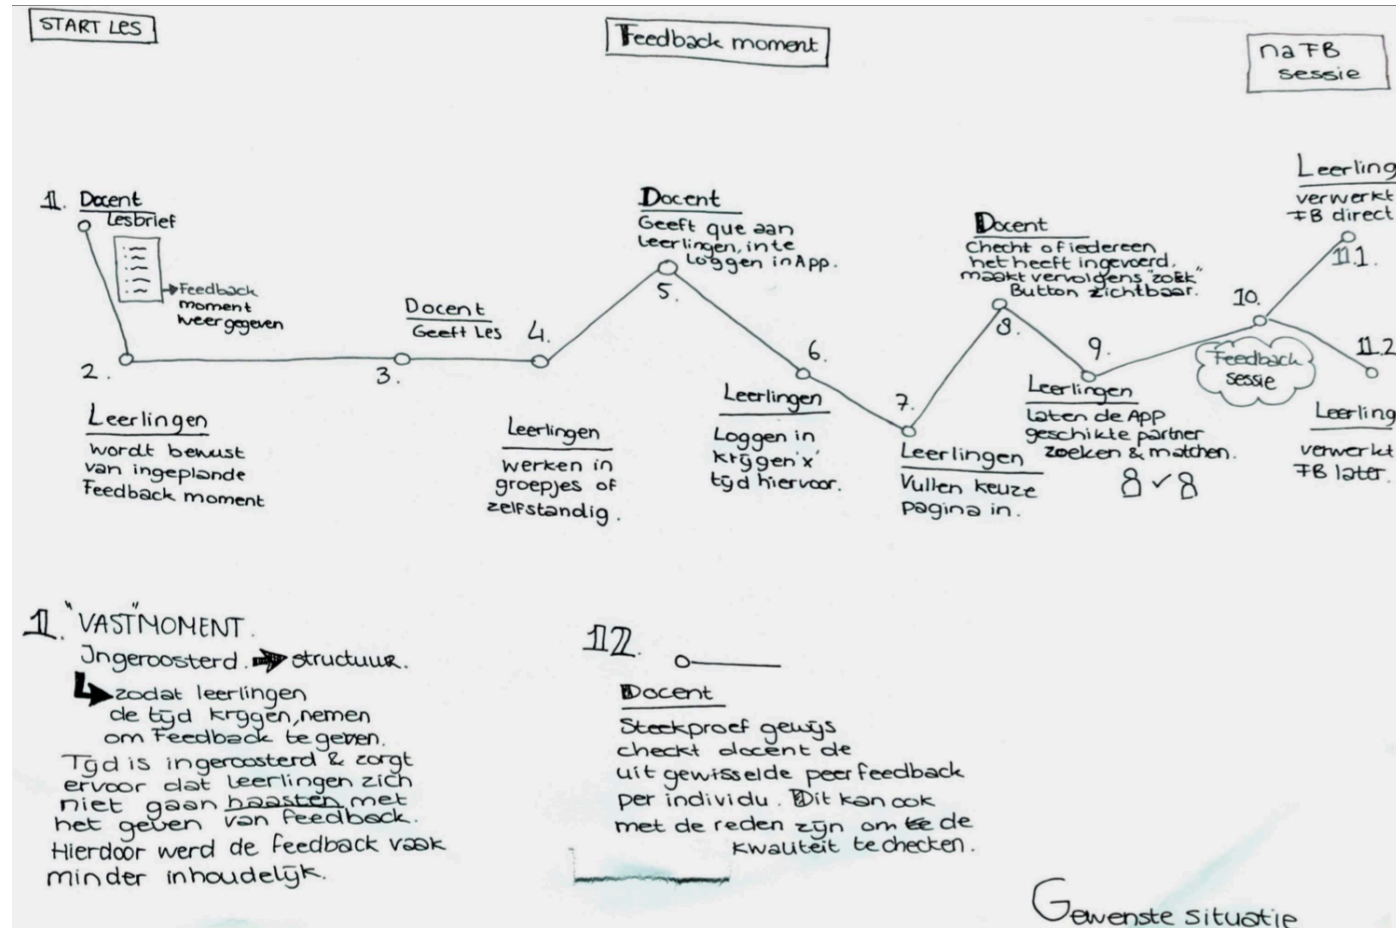 START LES
Feedback moment
na FB
sessie
1. Docent
Lesbrief
Feedback
moment
weergegeven
2.
Leerlingen
wordt bewust
van ingeplande
Feedback moment
3.
Docent
Geeft Les
4.
Leerlingen
werken in
groepjes of
zelfstandig.
Docent
Geeft que aan
leerlingen, in te
Loggen in App.
5.
6.
Leerlingen
Loggen in
krijgen 'x'
tijd hiervoor.
7.
Leerlingen
Vullen keuze
pagina in.
Docent
Checht of iedereen
het heeft ingevoerd.
maakt vervolgens "zoek"
Button zichtbaar.
8.
9.
Leerlingen
laten de App
geschikte partner
zoeken & matchen.
10.
Feedback
sessie
Leerling
verwerkt
FB direct
11.1.
11.2
Leerling
verwerkt
FB later.
1. "VAST" MOMENT.
Ingeroosterd. structuur.
zodat leerlingen
de tijd krijgen, nemen
om Feedback te geven.
Tijd is ingeroosterd & zorgt
ervoor dat leerlingen zich
niet gaan haasten met
het geven van feedback.
Hierdoor werd de feedback vaak
minder inhoudelijk.
12.
Docent
Steekproef gewijs
checkt docent de
uit gewisselde peerfeedback
per individu. Dit kan ook
met de reden zijn om de
kwaliteit te checken.
Gewenste situatie